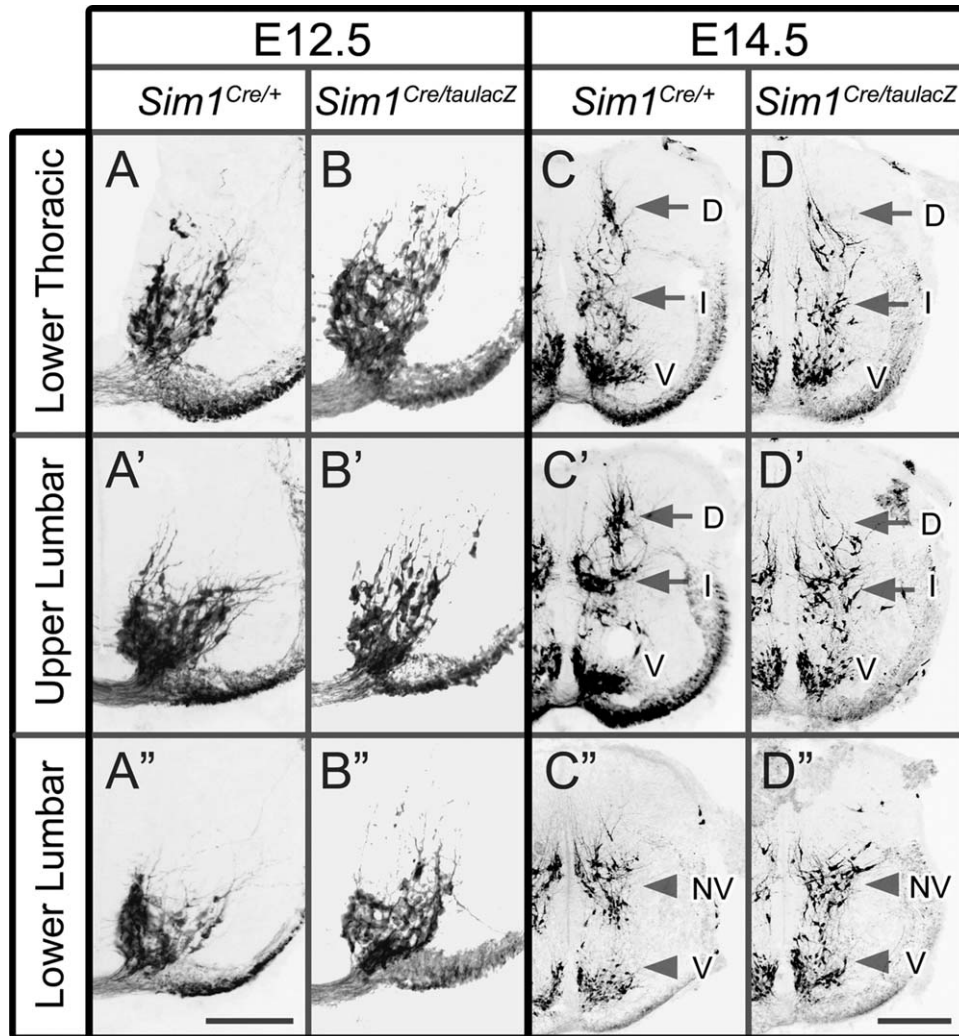 E12.5 E14.5
Sim1Cre/+ Sim1Cre/taulacZ Sim1Cre/+ Sim1Cre/taulacZ
Lower Thoracic
A B C D
D D
I I
V V
Upper Lumbar
A' B' C' D'
D D
I I
V V
Lower Lumbar
A" B" C" D"
NV NV
V V